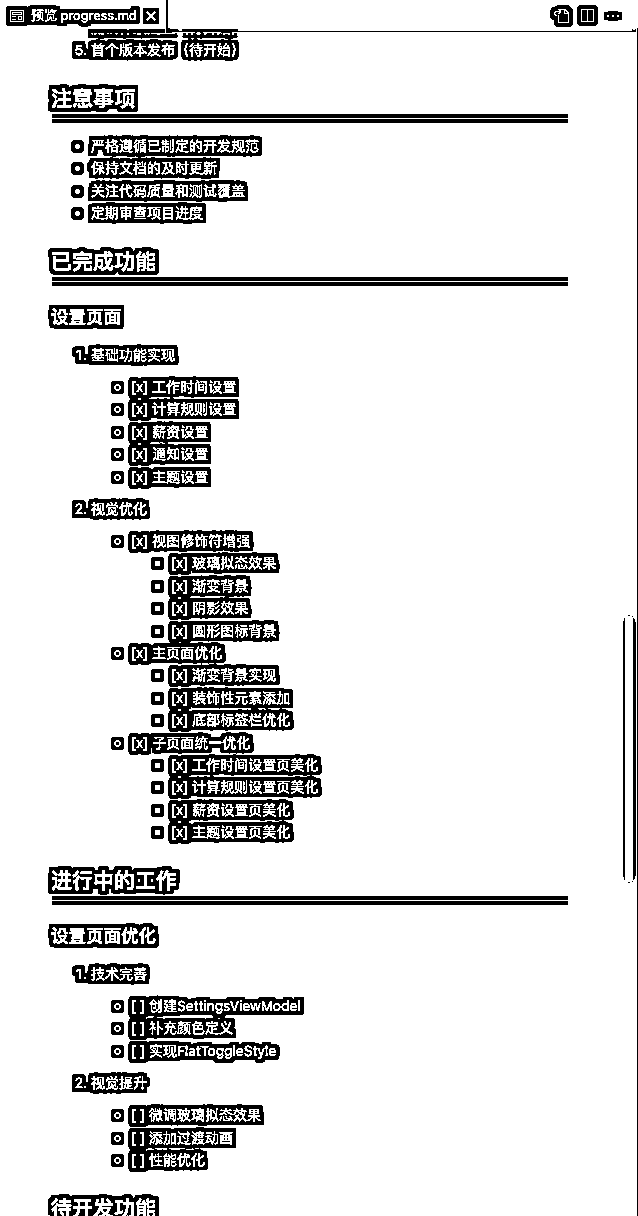 预览 progress.md
5. 首个版本发布（待开始）
注意事项
严格遵循已制定的开发规范
保持文档的及时更新
关注代码质量和测试覆盖
定期审查项目进度
已完成功能
设置页面
1. 基础功能实现
[x] 工作时间设置
[x] 计算规则设置
[x] 薪资设置
[x] 通知设置
[x] 主题设置
2. 视觉优化
[x] 视图修饰符增强
[x] 玻璃拟态效果
[x] 渐变背景
[x] 阴影效果
[x] 圆形图标背景
[x] 主页面优化
[x] 渐变背景实现
[x] 装饰性元素添加
[x] 底部标签栏优化
[x] 子页面统一优化
[x] 工作时间设置页美化
[x] 计算规则设置页美化
[x] 薪资设置页美化
[x] 主题设置页美化
进行中的工作
设置页面优化
1. 技术完善
[ ] 创建SettingsViewModel
[ ] 补充颜色定义
[ ] 实现FlatToggleStyle
2. 视觉提升
[ ] 微调玻璃拟态效果
[ ] 添加过渡动画
[ ] 性能优化
待开发功能